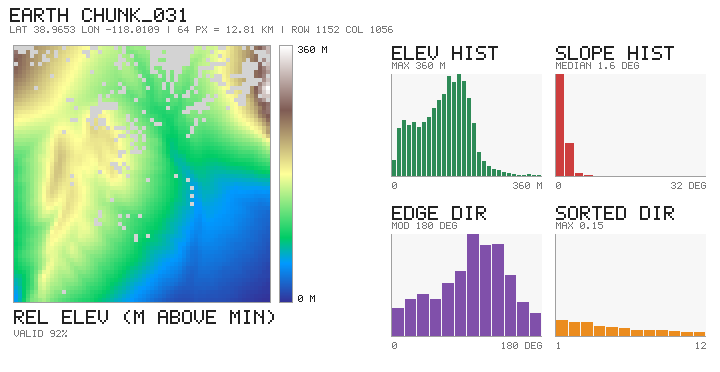 EARTH CHUNK_031
LAT 38.9653 LON -118.0109 | 64 PX = 12.81 KM | ROW 1152 COL 1056
360 M
0 M
REL ELEV (M ABOVE MIN)
VALID 92%
ELEV HIST
MAX 360 M
0 360 M
SLOPE HIST
MEDIAN 1.6 DEG
0 32 DEG
EDGE DIR
MOD 180 DEG
0 180 DEG
SORTED DIR
MAX 0.15
1 12